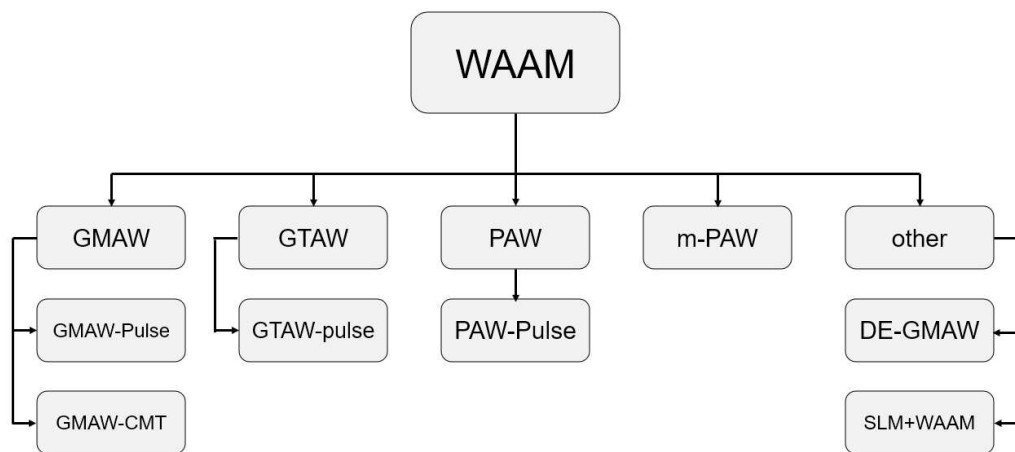 WAAM
GMAW
GTAW
PAW
m-PAW
other
GMAW-Pulse
GTAW-pulse
PAW-Pulse
DE-GMAW
GMAW-CMT
SLM+WAAM